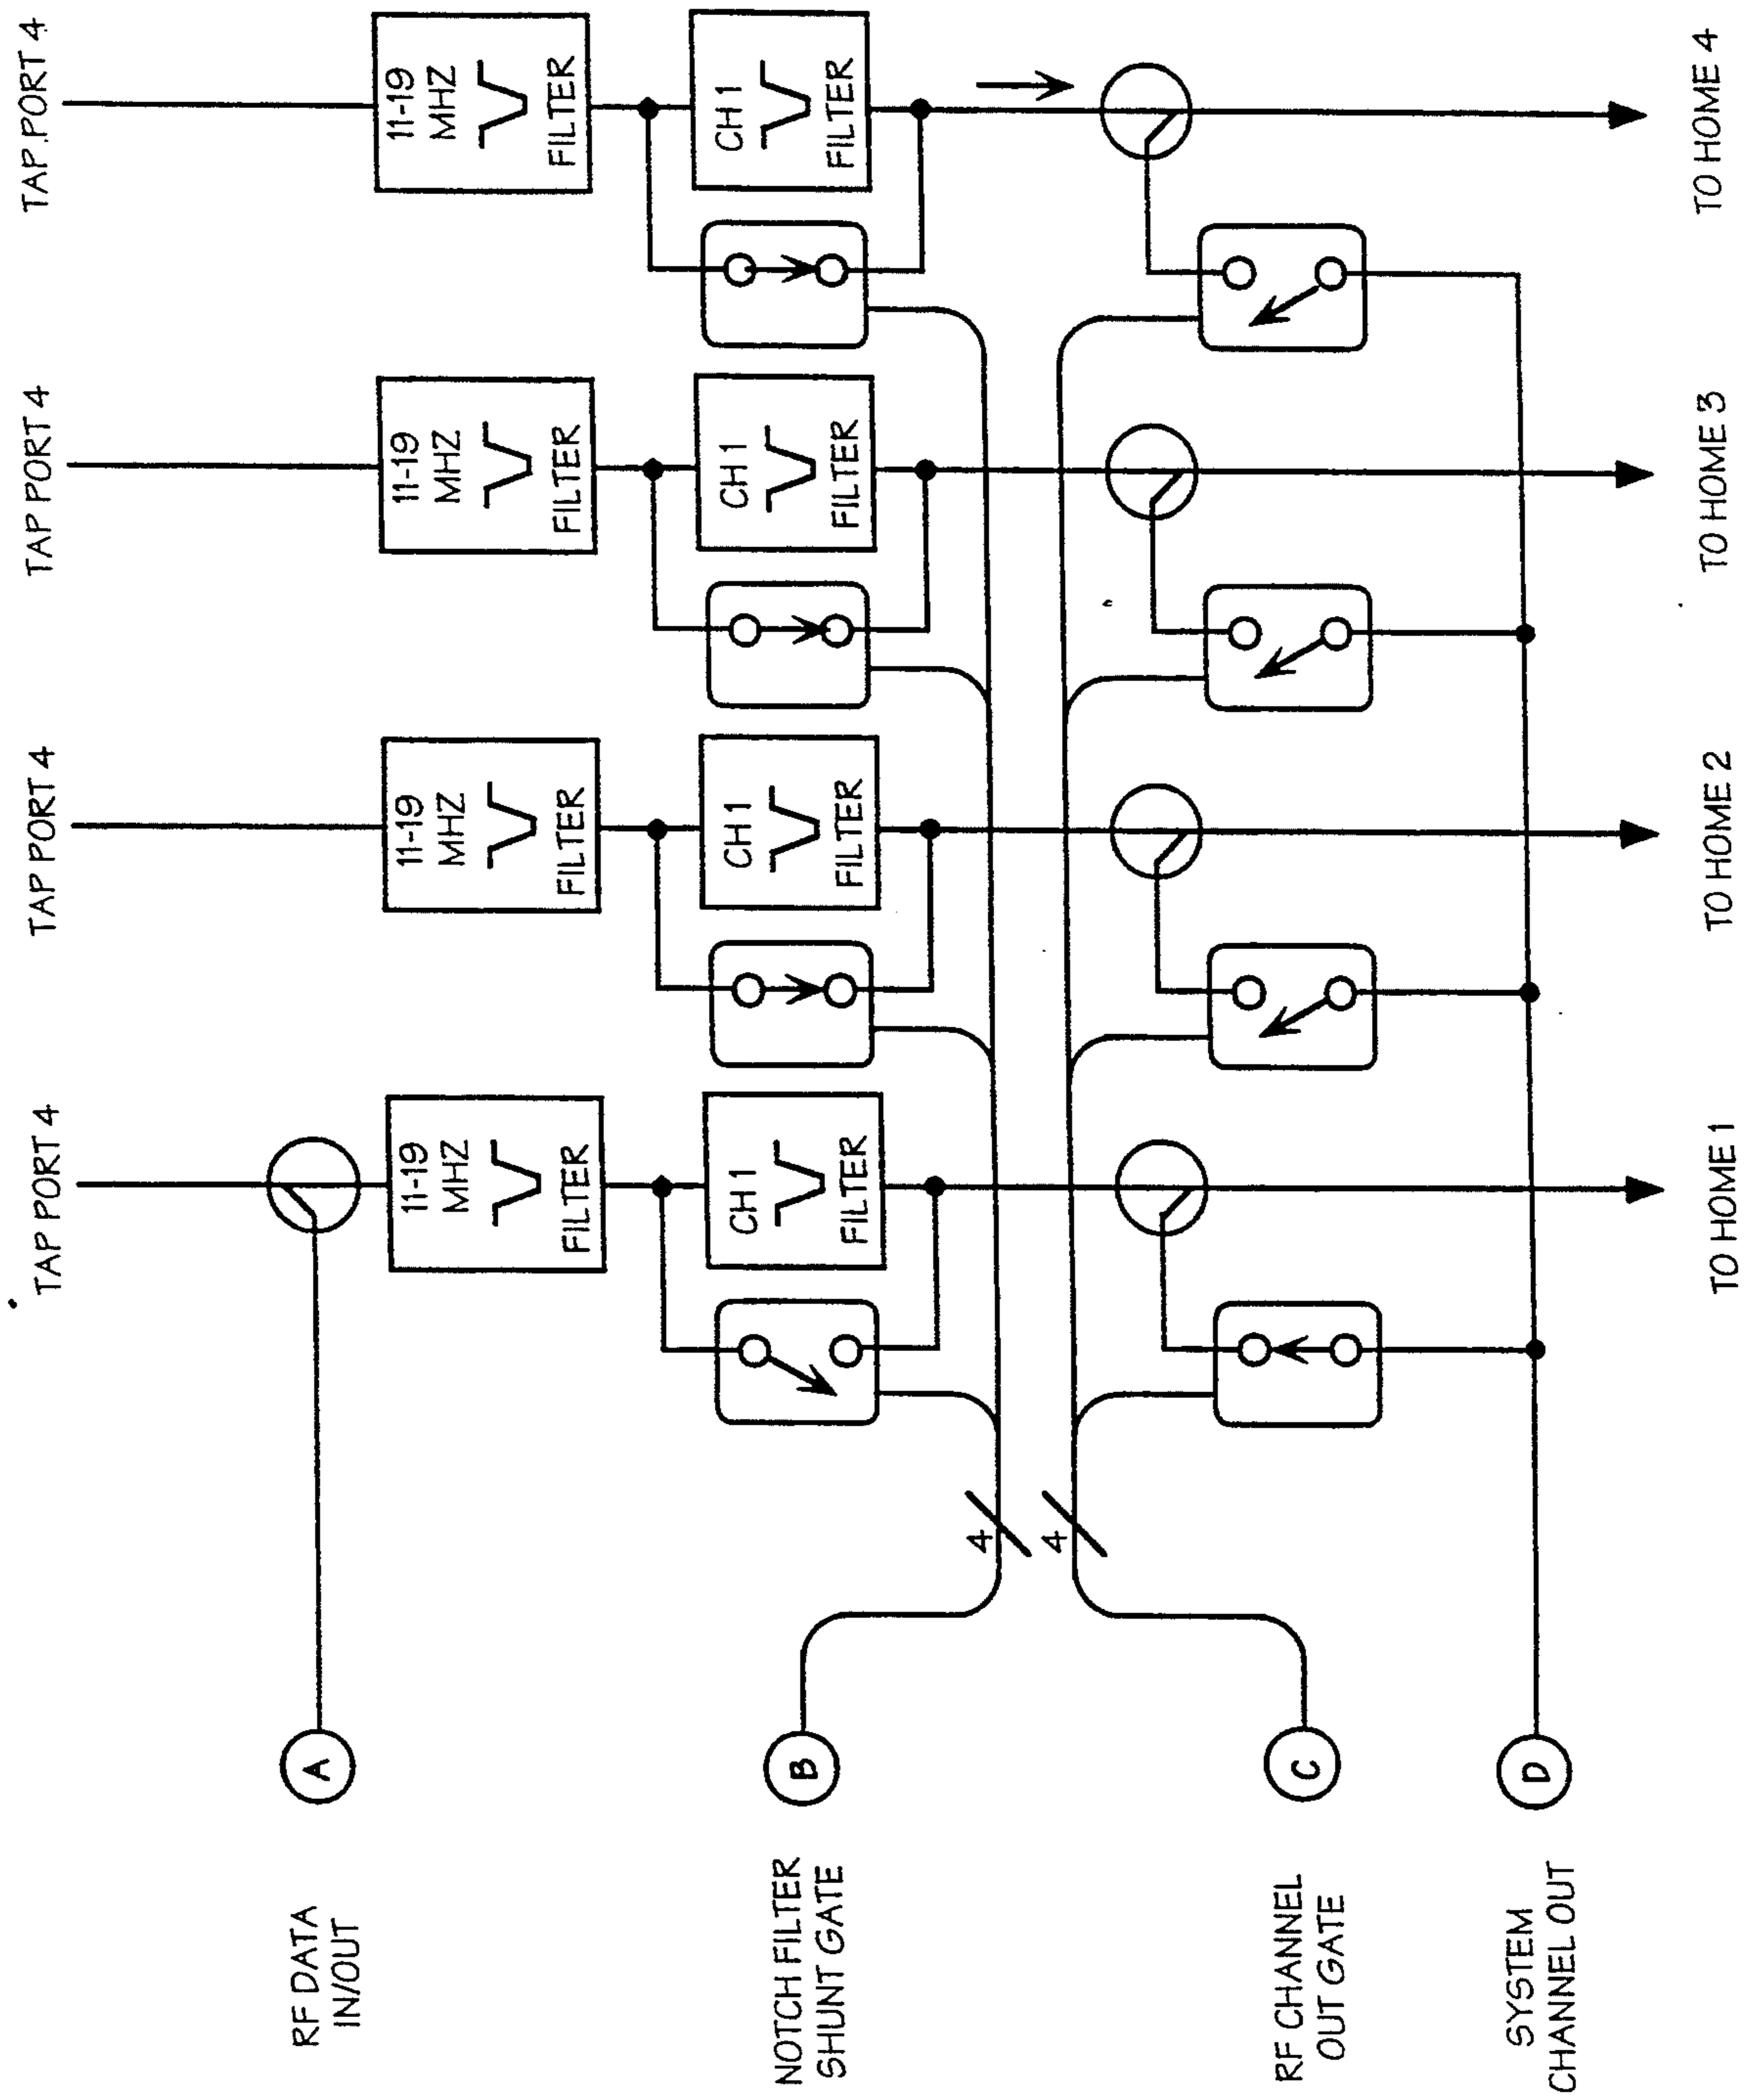 TAP PORT 4
TAP PORT 4
TAP PORT 4
TAP.PORT 4
RF DATA
IN/OUT
A
11-19
MHZ
FILTER
11-19
MHZ
FILTER
11-19
MHZ
FILTER
11-19
MHZ
FILTER
NOTCH FILTER
SHUNT GATE
B
CH 1
FILTER
CH 1
FILTER
CH 1
FILTER
CH 1
FILTER
4
4
RF CHANNEL
OUT GATE
C
SYSTEM
CHANNEL OUT
D
TO HOME 1
TO HOME 2
TO HOME 3
TO HOME 4